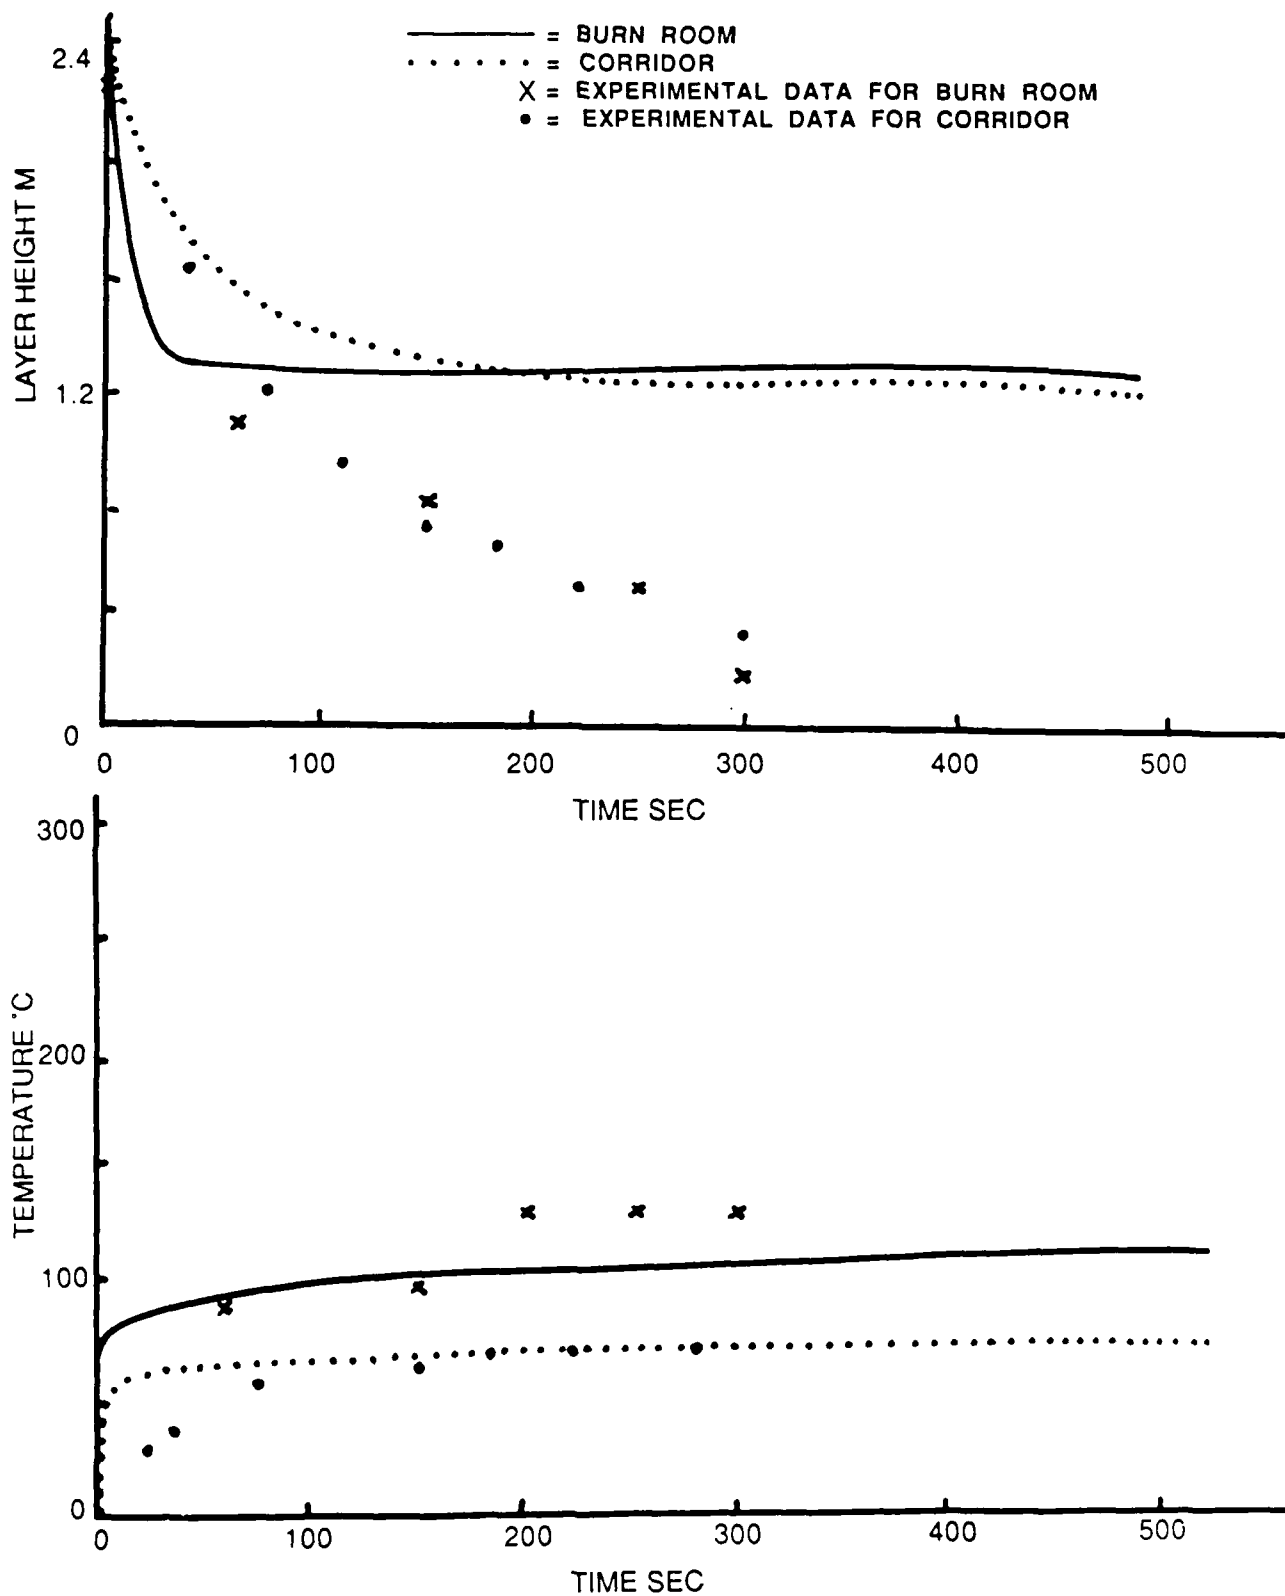 = BURN ROOM
= CORRIDOR
X = EXPERIMENTAL DATA FOR BURN ROOM
• = EXPERIMENTAL DATA FOR CORRIDOR
2.4
LAYER HEIGHT M
1.2
0
0 100 200 300 400 500
TIME SEC
300
TEMPERATURE °C
200
100
0
0 100 200 300 400 500
TIME SEC